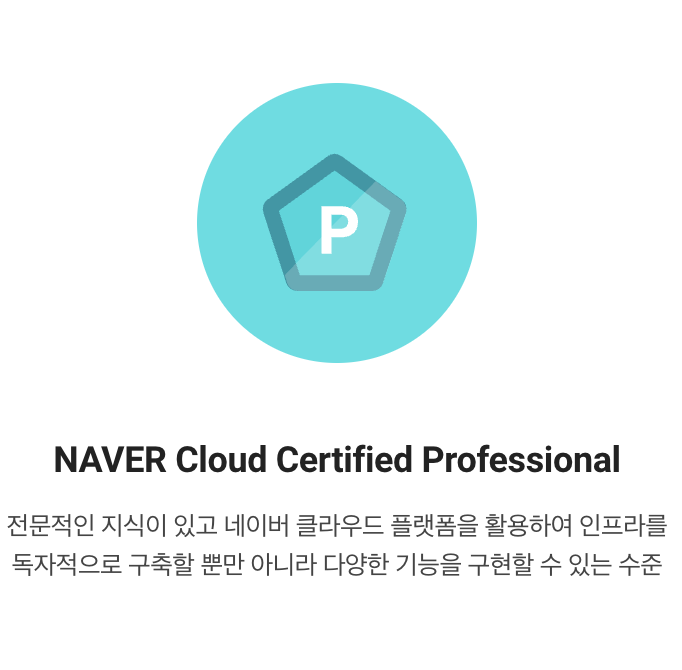 P
NAVER Cloud Certified Professional
전문적인 지식이 있고 네이버 클라우드 플랫폼을 활용하여 인프라를
독자적으로 구축할 뿐만 아니라 다양한 기능을 구현할 수 있는 수준